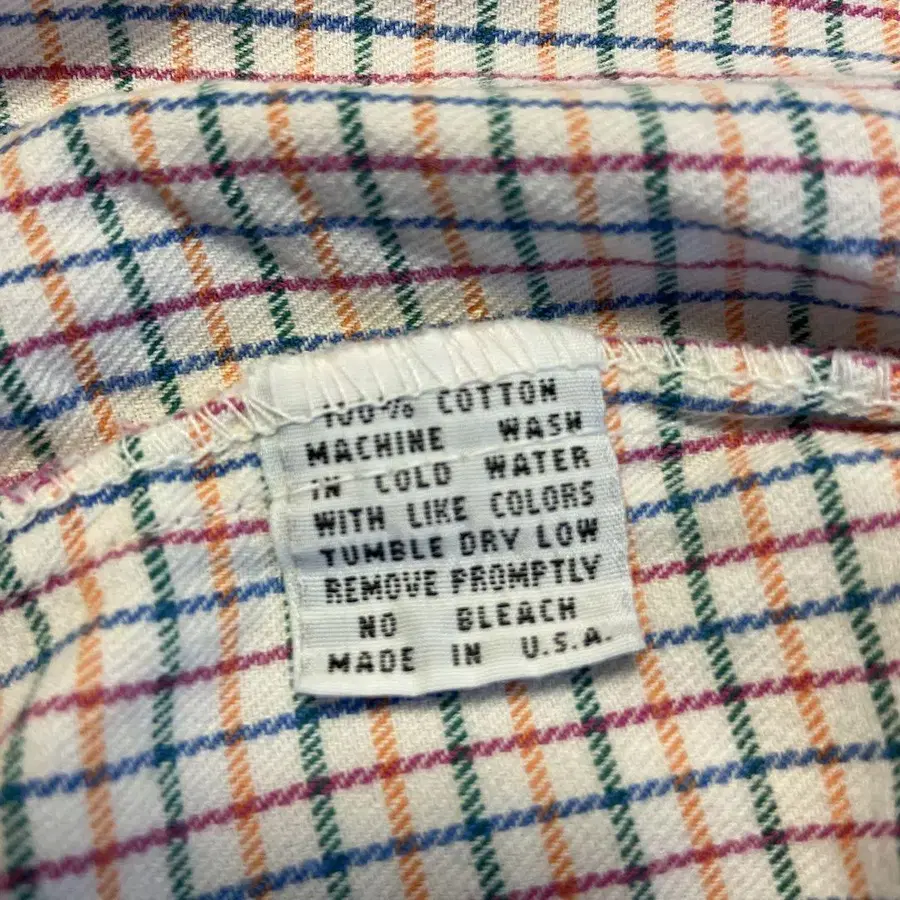 100% COTTON
MACHINE WASH
IN COLD WATER
WITH LIKE COLORS
TUMBLE DRY LOW
REMOVE PROMPTLY
NO BLEACH
MADE IN U.S.A.